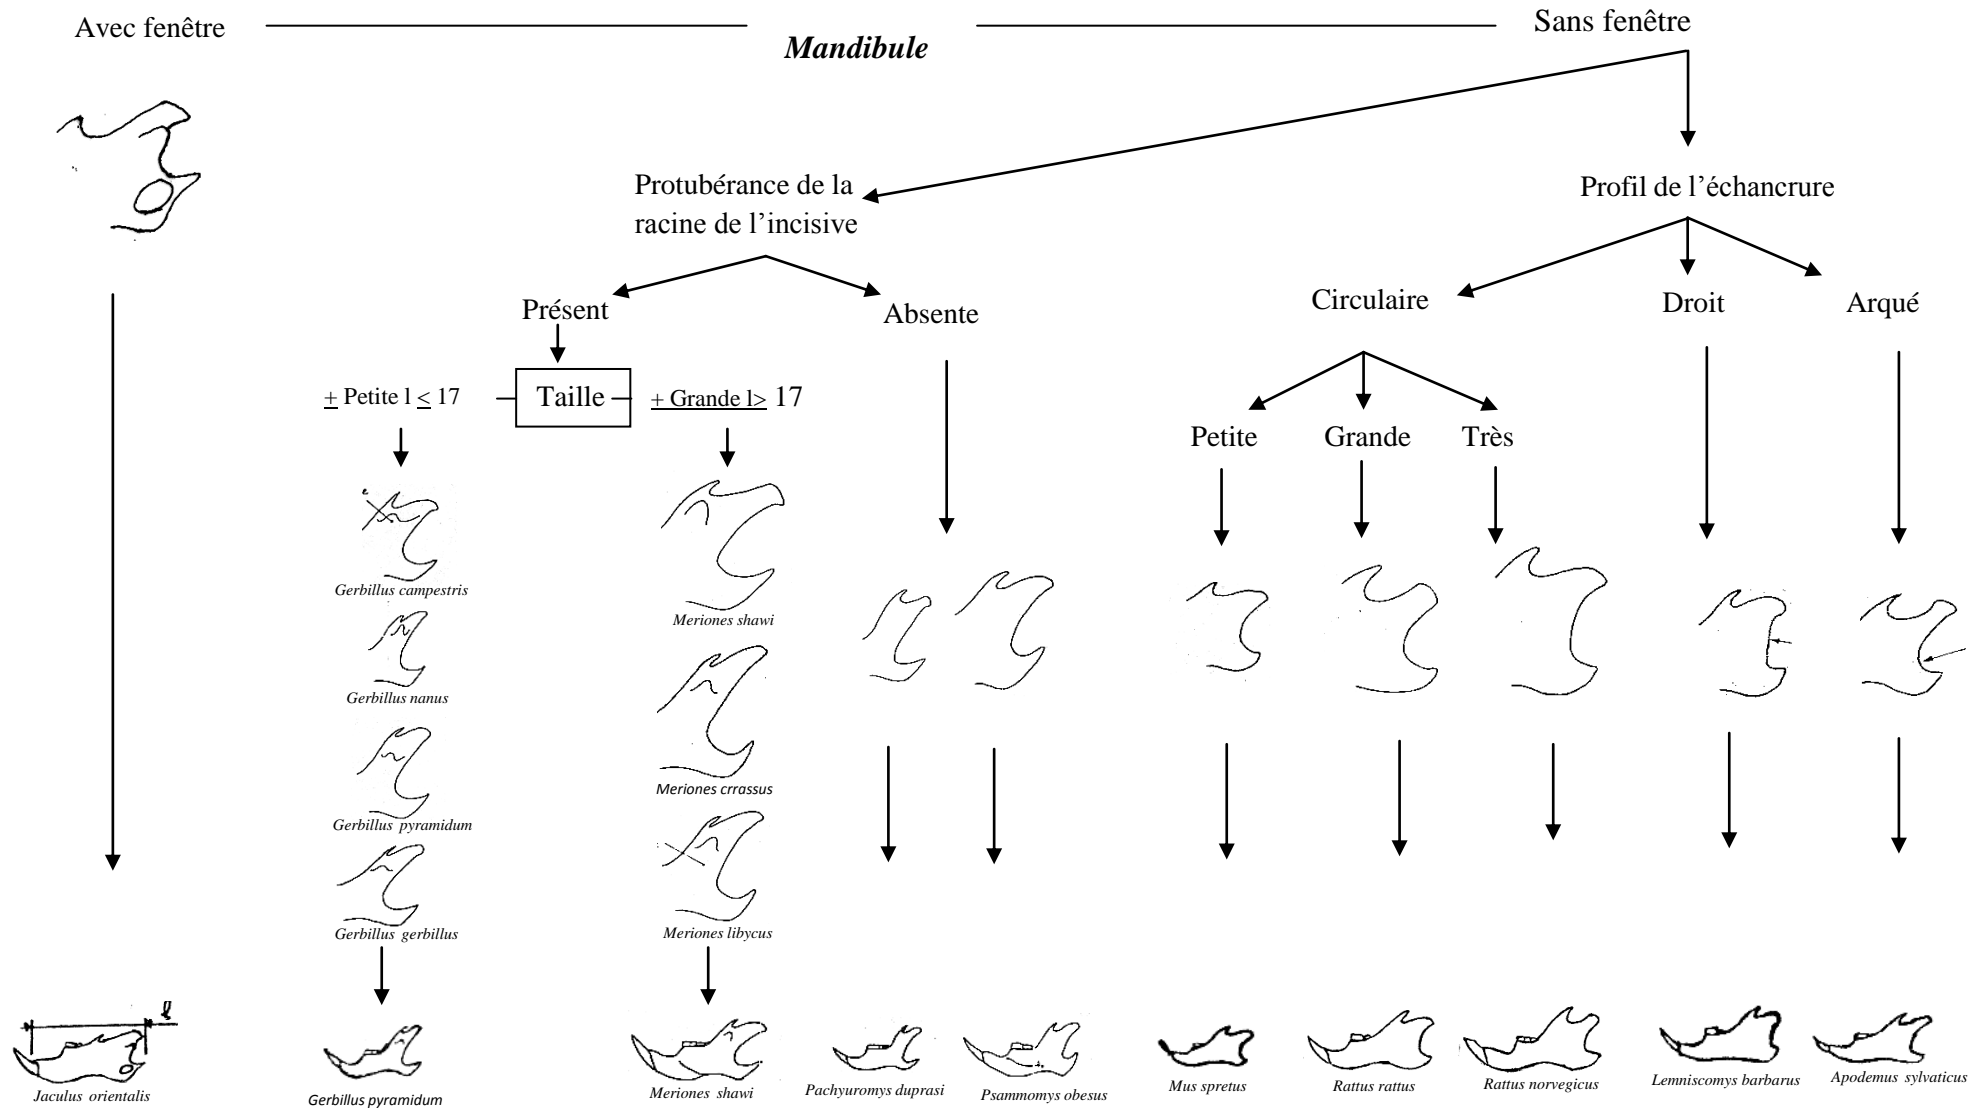 Avec fenêtre
Mandibule
Sans fenêtre
Protubérance de la
racine de l'incisive
Profil de l'échancrure
Présent
Absente
Circulaire
Droit
Arqué
+ Petite l ≤ 17
Taille
+ Grande l> 17
Petite
Grande
Très
Gerbillus campestris
Meriones shawi
Gerbillus nanus
Meriones crrassus
Gerbillus pyramidum
Gerbillus gerbillus
Meriones libycus
l
Jaculus orientalis
Gerbillus pyramidum
Meriones shawi
Pachyuromys duprasi
Psammomys obesus
Mus spretus
Rattus rattus
Rattus norvegicus
Lemniscomys barbarus
Apodemus sylvaticus